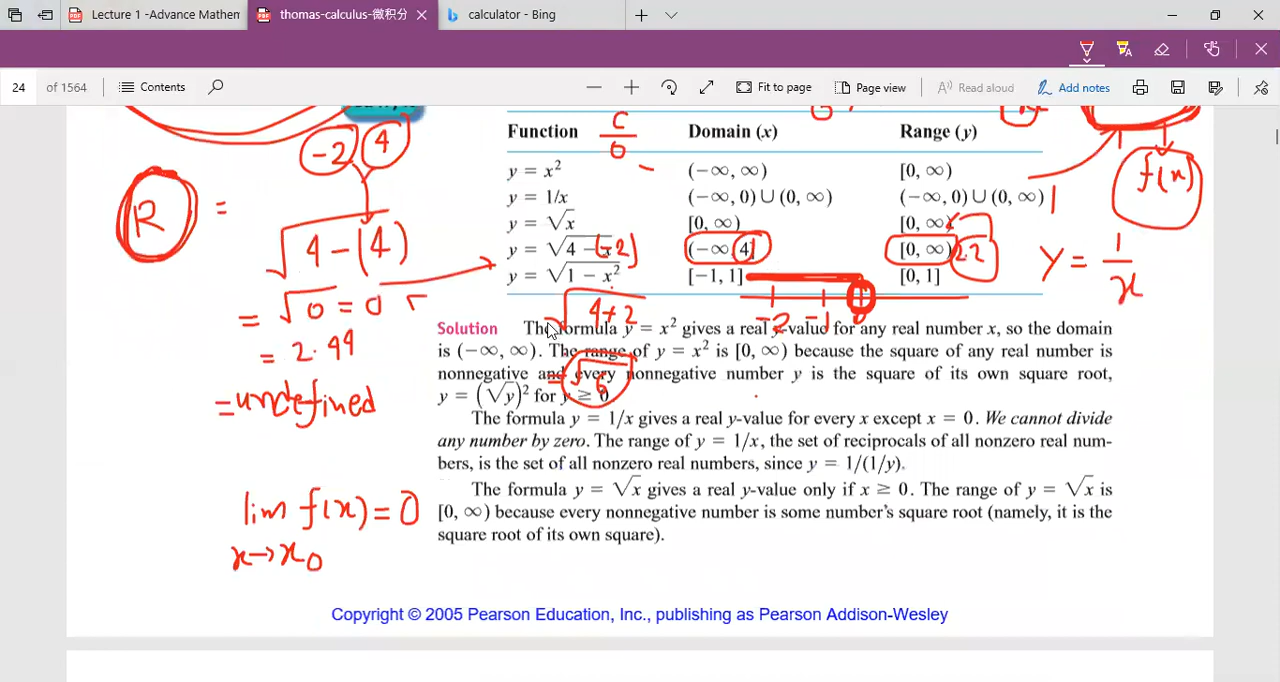 Lecture 1 -Advance Mathem
thomas-calculus-微积分
calculator - Bing
24 of 1564
Contents
Fit to page
Page view
Read aloud
Add notes
Function Domain (x) Range (y)
y = x² (−∞, ∞) [0, ∞)
y = 1/x (−∞, 0) ∪ (0, ∞) (−∞, 0) ∪ (0, ∞)
y = √x [0, ∞) [0, ∞
y = √4 − (-2) (−∞ 4] [0, ∞) 22
y = √1 − x² [−1, 1] [0, 1]
-2 4
R =
√4-(4)
= √0 = 0
= 2.44
= undefined
lim f(x) = 0
x→x0
√4+2
= √6
-2 -1 0
f(x)
Y = 1/x
Solution The formula y = x² gives a real y-value for any real number x, so the domain
is (−∞, ∞). The range of y = x² is [0, ∞) because the square of any real number is
nonnegative and every nonnegative number y is the square of its own square root,
y = (√y)² for y ≥ 0
The formula y = 1/x gives a real y-value for every x except x = 0. We cannot divide
any number by zero. The range of y = 1/x, the set of reciprocals of all nonzero real num-
bers, is the set of all nonzero real numbers, since y = 1/(1/y).
The formula y = √x gives a real y-value only if x ≥ 0. The range of y = √x is
[0, ∞) because every nonnegative number is some number's square root (namely, it is the
square root of its own square).
Copyright © 2005 Pearson Education, Inc., publishing as Pearson Addison-Wesley